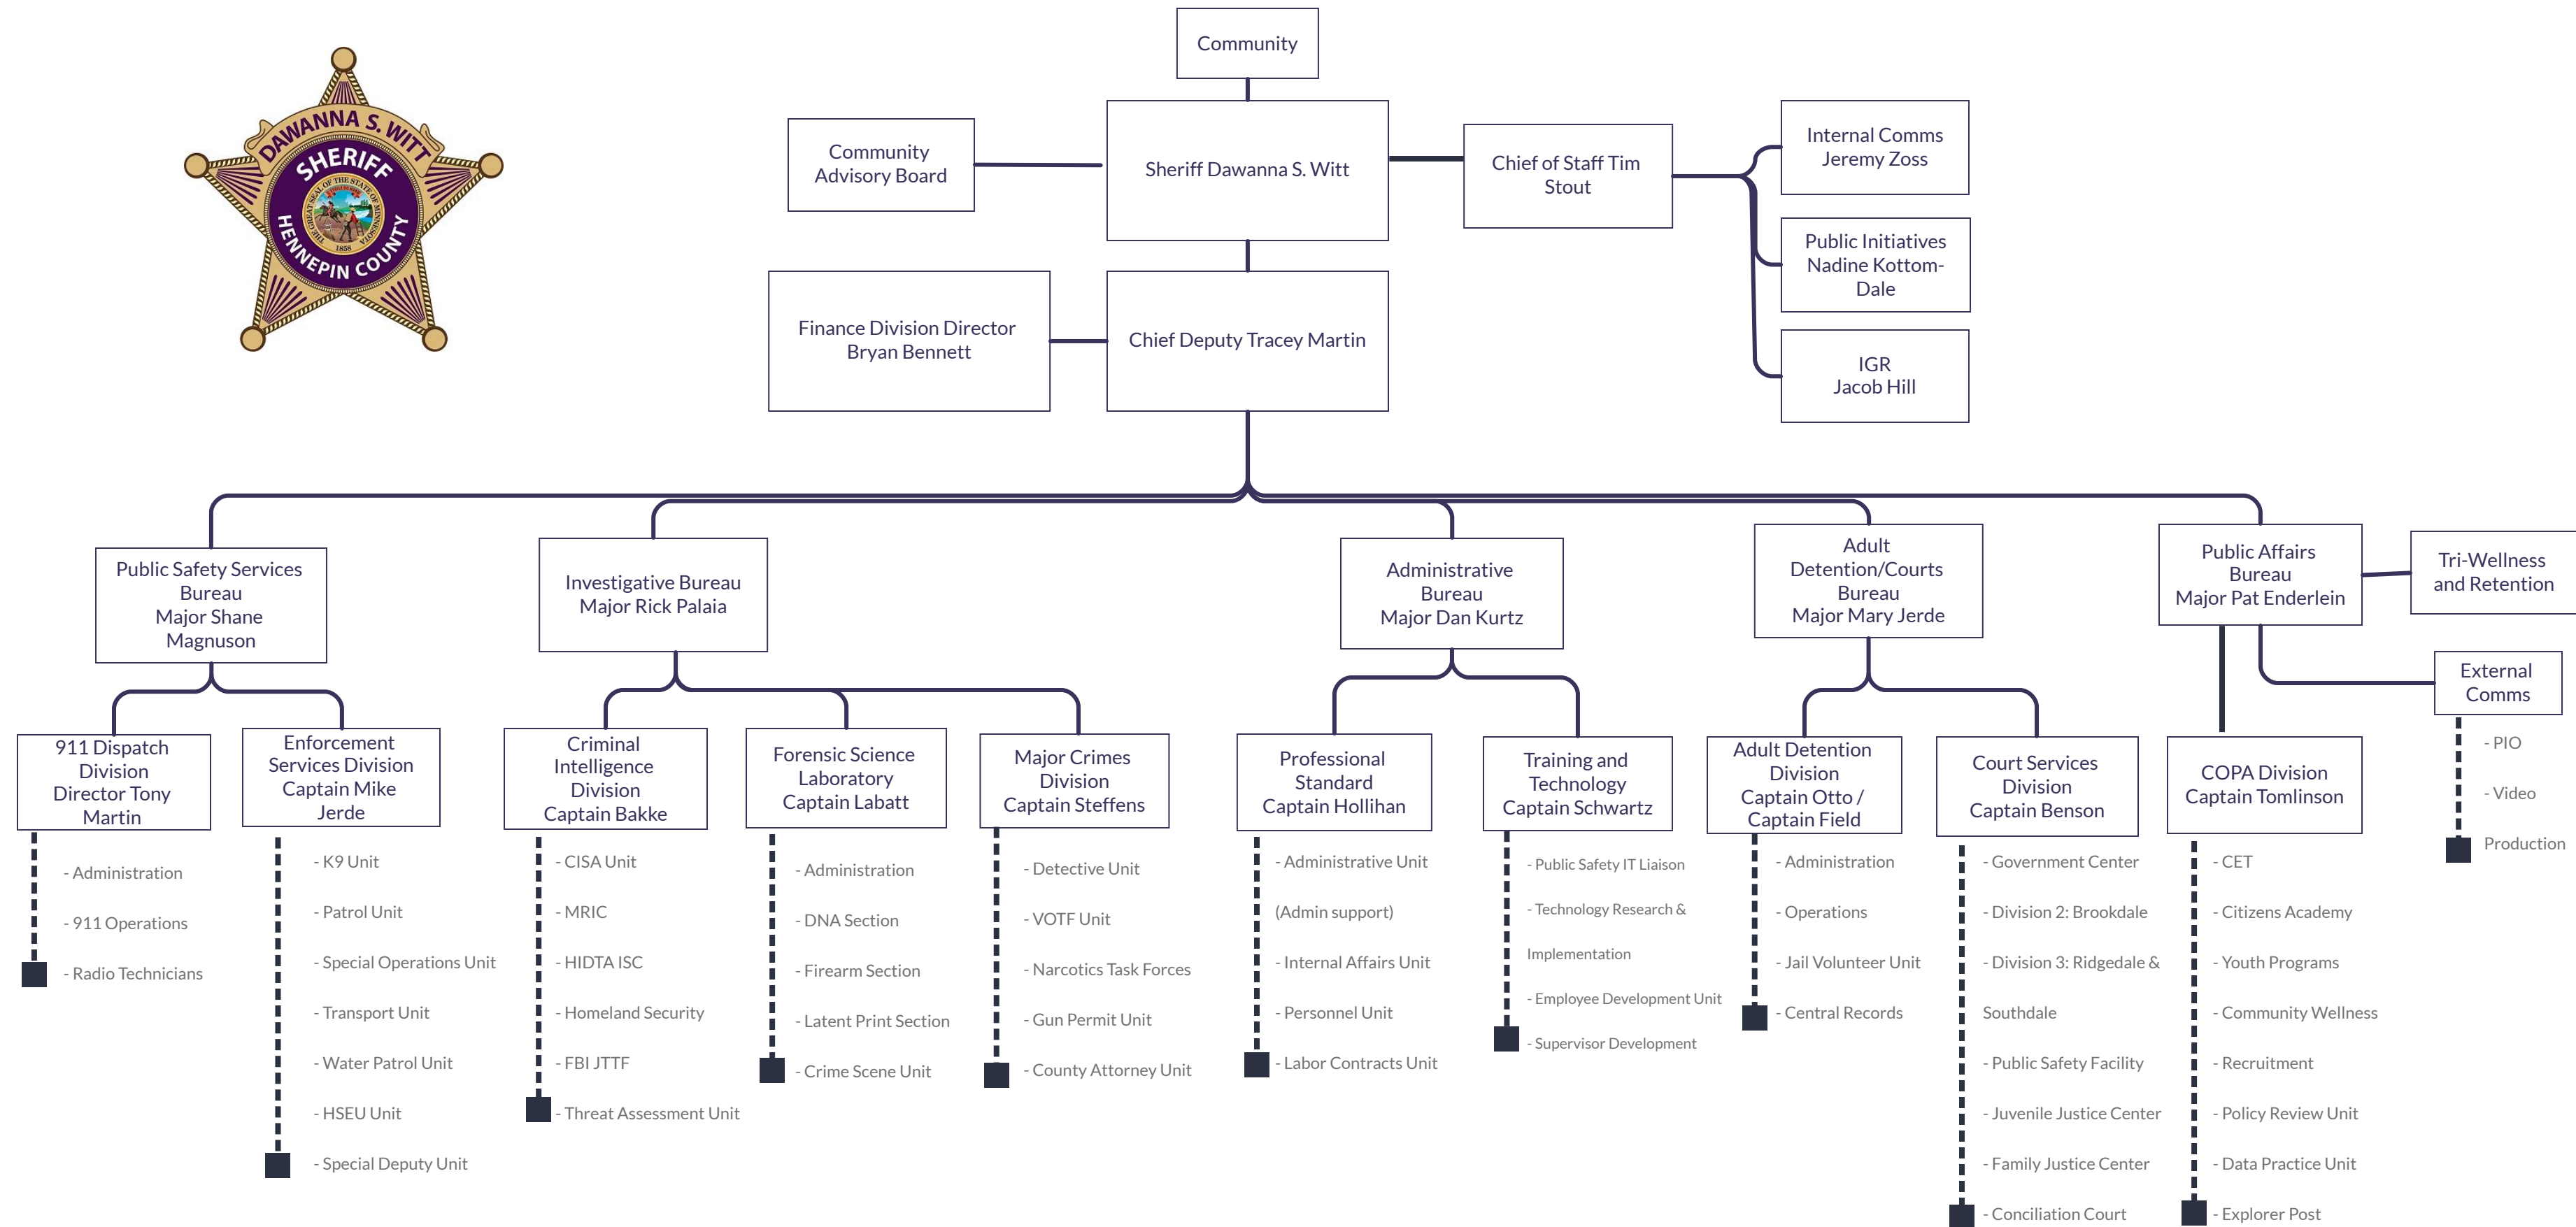 Community
DAWANNA S. WITT
SHERIFF
THE GREAT SEAL OF THE STATE OF MINNESOTA
1858
HENNEPIN COUNTY
Community
Advisory Board
Sheriff Dawanna S. Witt
Chief of Staff Tim
Stout
Internal Comms
Jeremy Zoss
Public Initiatives
Nadine Kottom-
Dale
IGR
Jacob Hill
Finance Division Director
Bryan Bennett
Chief Deputy Tracey Martin
Public Safety Services
Bureau
Major Shane
Magnuson
Investigative Bureau
Major Rick Palaia
Administrative
Bureau
Major Dan Kurtz
Adult
Detention/Courts
Bureau
Major Mary Jerde
Public Affairs
Bureau
Major Pat Enderlein
Tri-Wellness
and Retention
External
Comms
- PIO
- Video
Production
911 Dispatch
Division
Director Tony
Martin
- Administration
- 911 Operations
- Radio Technicians
Enforcement
Services Division
Captain Mike
Jerde
- K9 Unit
- Patrol Unit
- Special Operations Unit
- Transport Unit
- Water Patrol Unit
- HSEU Unit
- Special Deputy Unit
Criminal
Intelligence
Division
Captain Bakke
- CISA Unit
- MRIC
- HIDTA ISC
- Homeland Security
- FBI JTTF
- Threat Assessment Unit
Forensic Science
Laboratory
Captain Labatt
- Administration
- DNA Section
- Firearm Section
- Latent Print Section
- Crime Scene Unit
Major Crimes
Division
Captain Steffens
- Detective Unit
- VOTF Unit
- Narcotics Task Forces
- Gun Permit Unit
- County Attorney Unit
Professional
Standard
Captain Hollihan
- Administrative Unit
(Admin support)
- Internal Affairs Unit
- Personnel Unit
- Labor Contracts Unit
Training and
Technology
Captain Schwartz
- Public Safety IT Liaison
- Technology Research &
Implementation
- Employee Development Unit
- Supervisor Development
Adult Detention
Division
Captain Otto /
Captain Field
- Administration
- Operations
- Jail Volunteer Unit
- Central Records
Court Services
Division
Captain Benson
- Government Center
- Division 2: Brookdale
- Division 3: Ridgedale &
Southdale
- Public Safety Facility
- Juvenile Justice Center
- Family Justice Center
- Conciliation Court
COPA Division
Captain Tomlinson
- CET
- Citizens Academy
- Youth Programs
- Community Wellness
- Recruitment
- Policy Review Unit
- Data Practice Unit
- Explorer Post